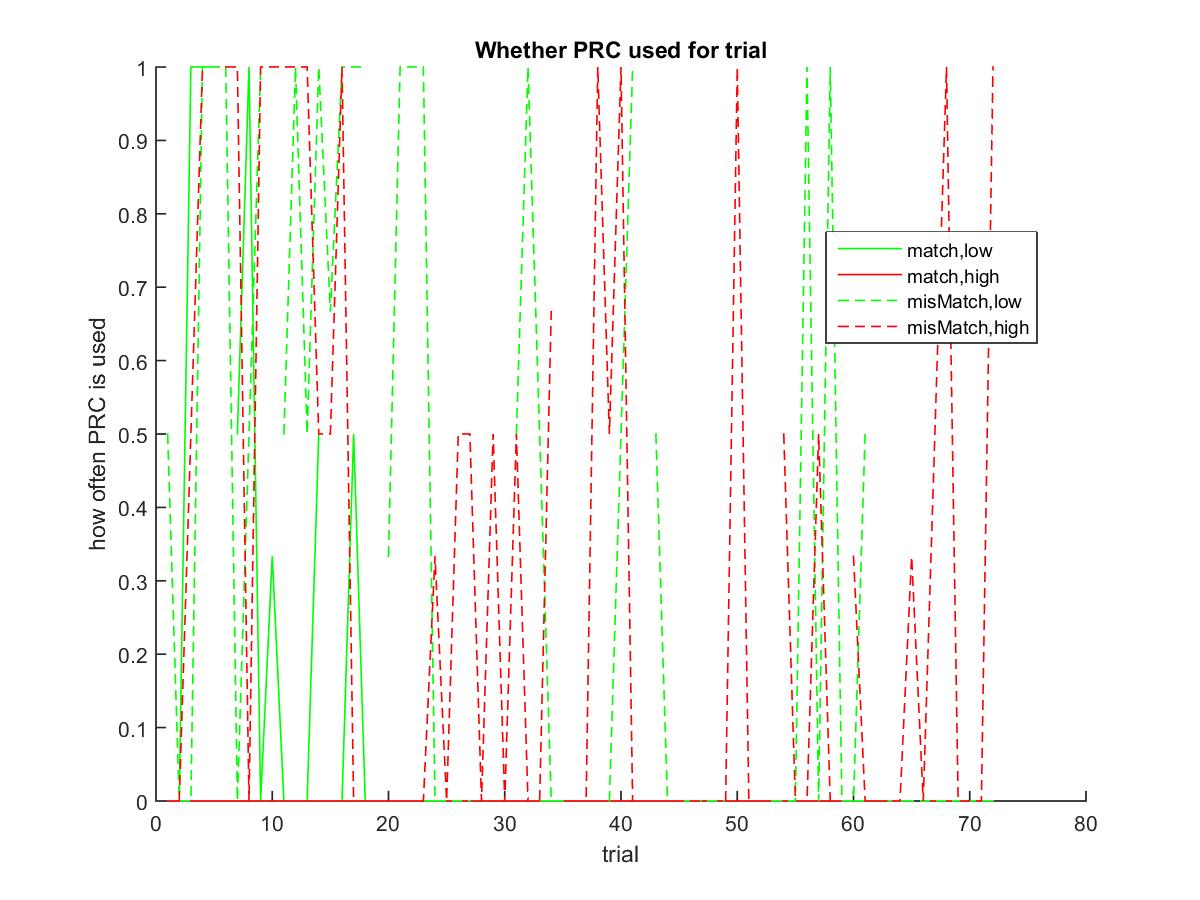 Whether PRC used for trial
how often PRC is used
1
0.9
0.8
0.7
0.6
0.5
0.4
0.3
0.2
0.1
0
match,low
match,high
misMatch,low
misMatch,high
0 10 20 30 40 50 60 70 80
trial